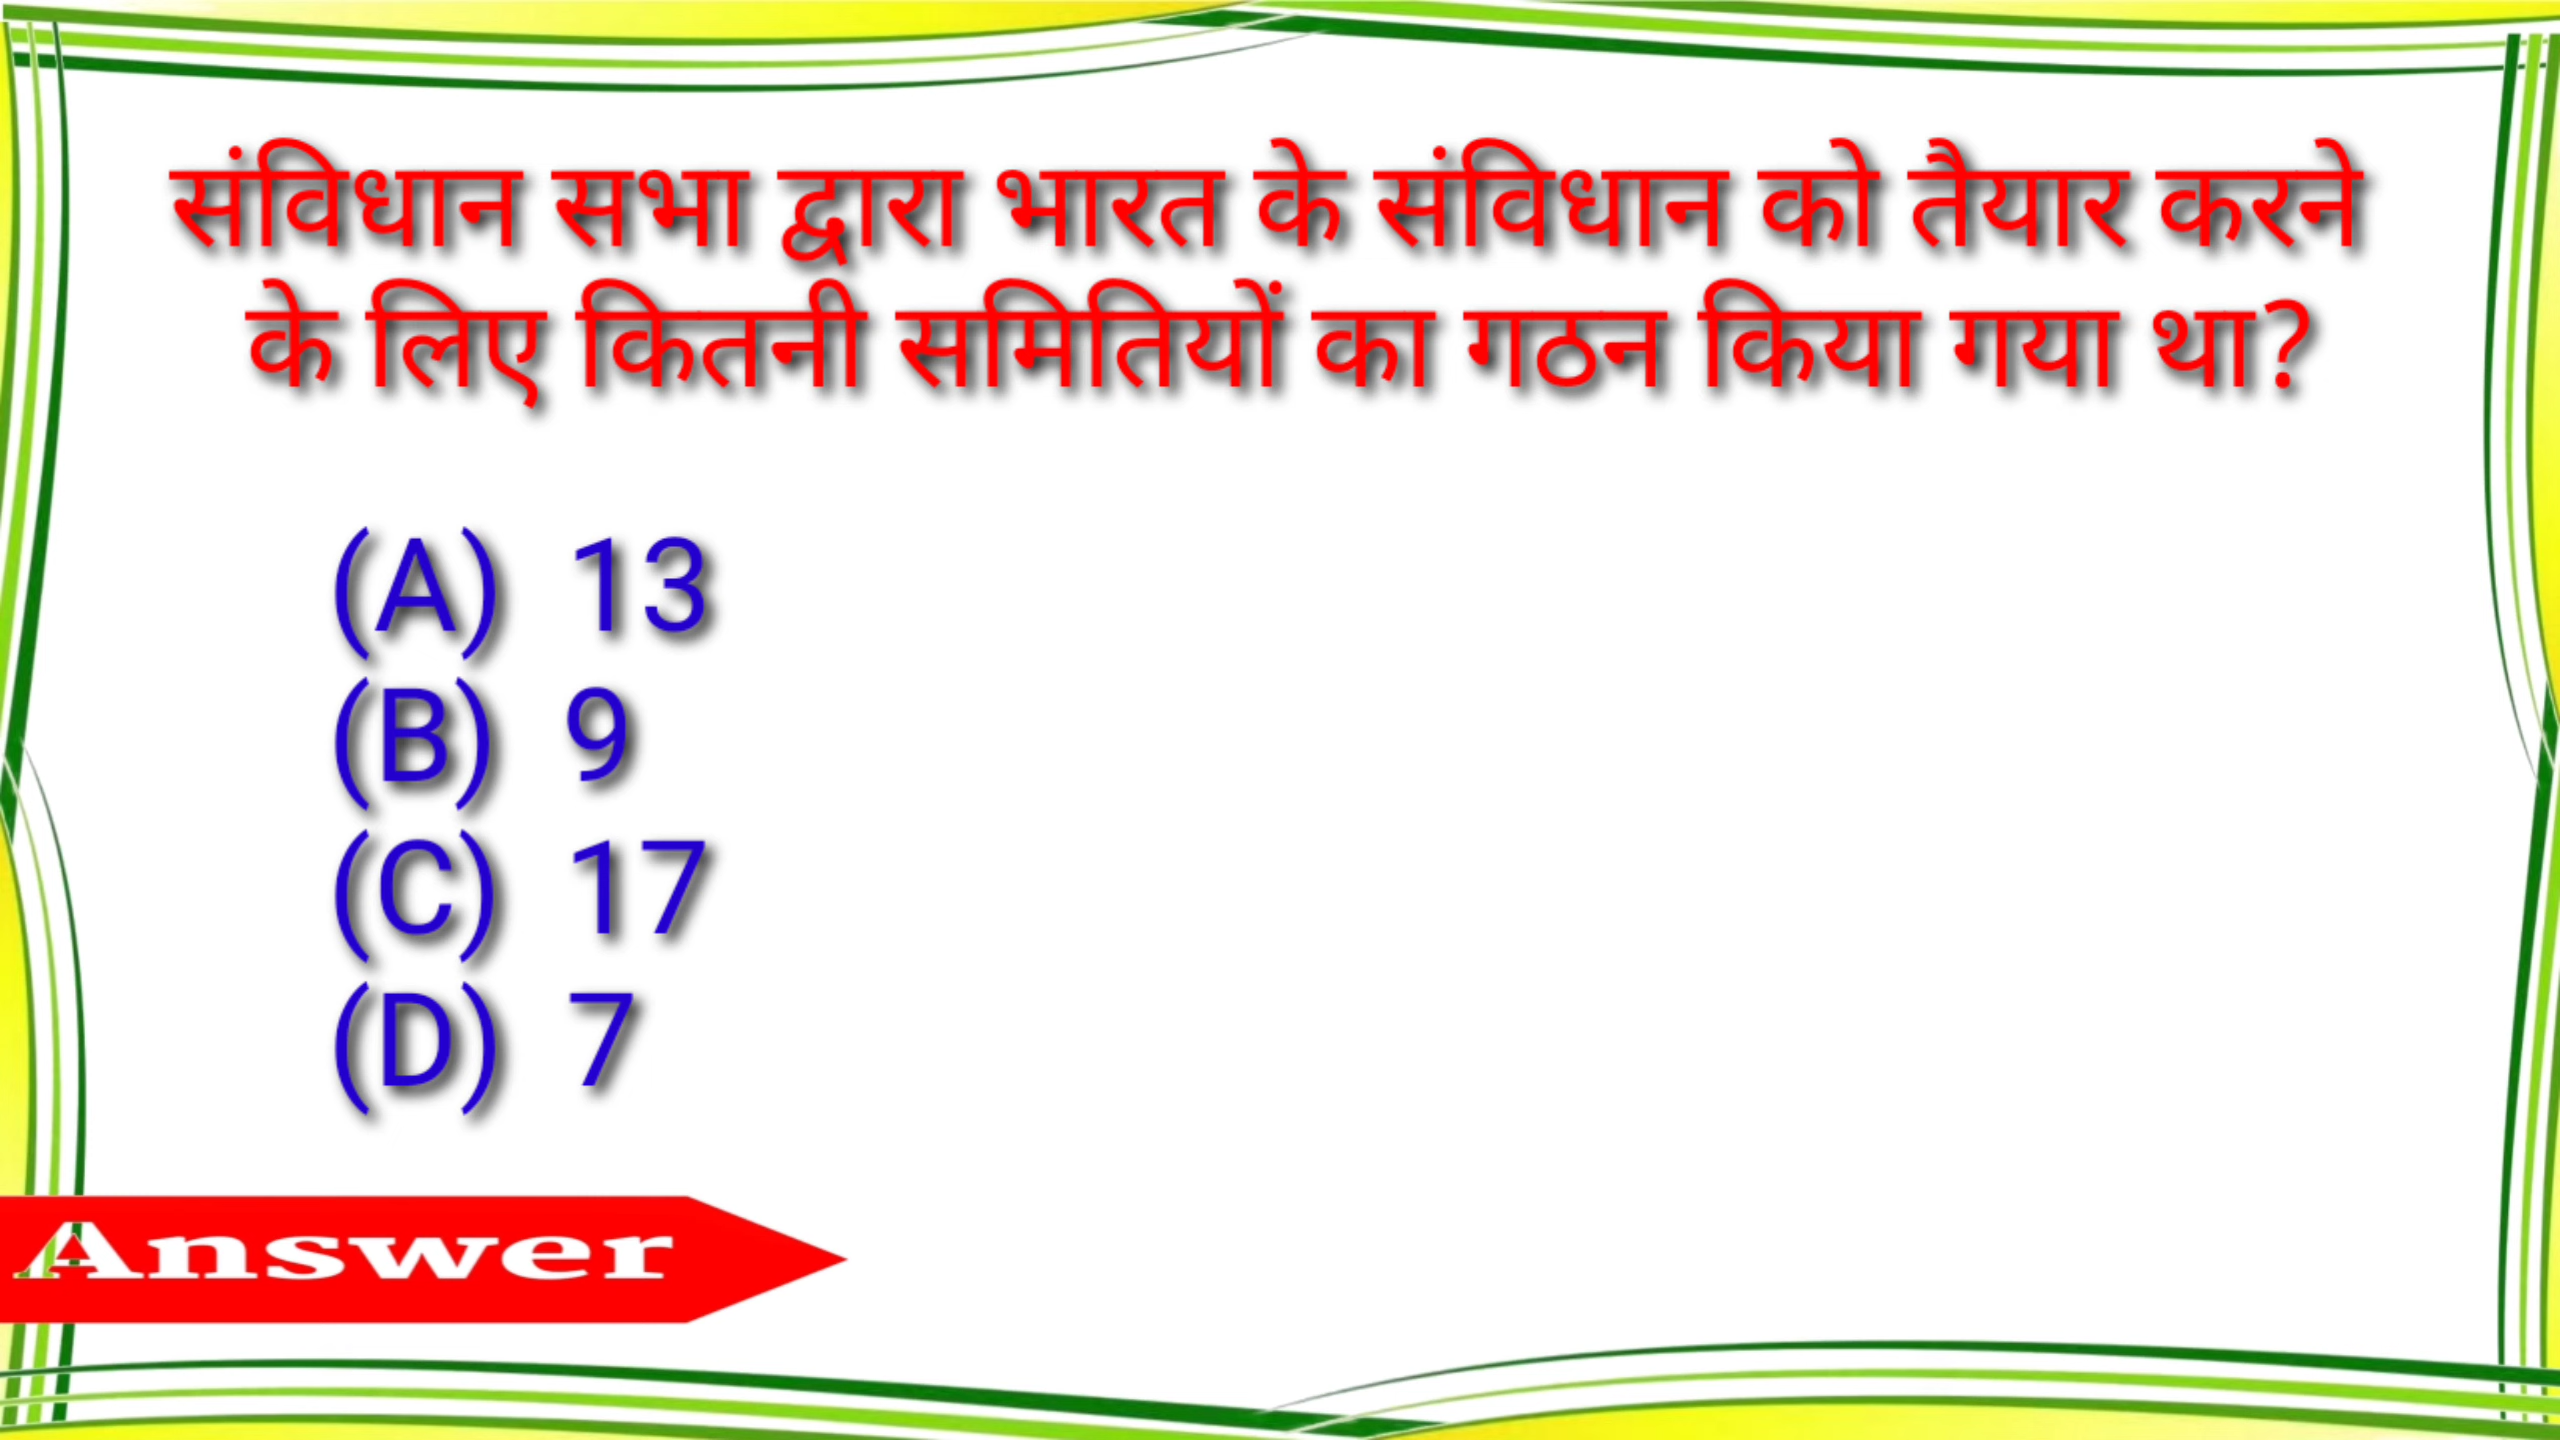 संविधान सभा द्वारा भारत के संविधान को तैयार करने
के लिए कितनी समितियों का गठन किया गया था?
(A) 13
(B) 9
(C) 17
(D) 7
Answer